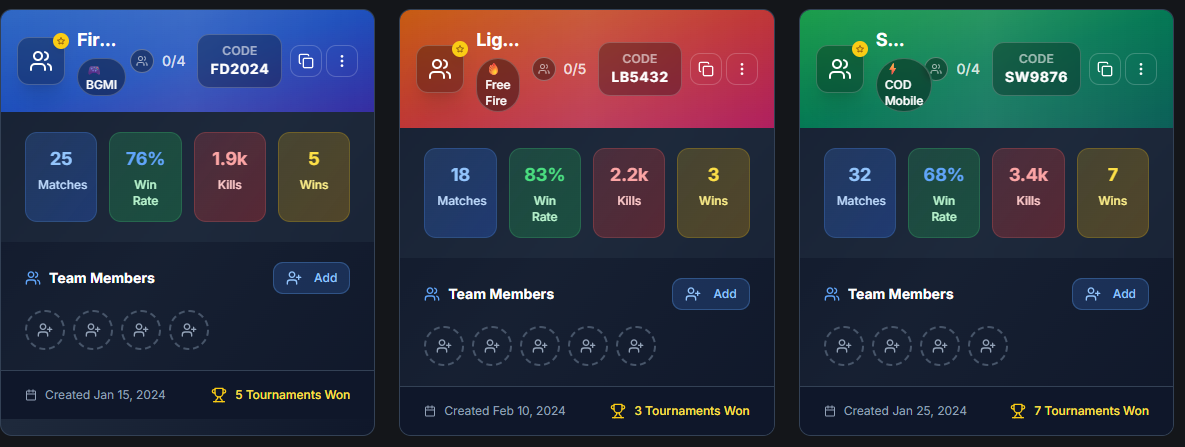 Fir...
BGMI
0/4
CODE
FD2024
25
Matches
76%
Win
Rate
1.9k
Kills
5
Wins
Team Members
Add
Created Jan 15, 2024
5 Tournaments Won
Lig...
Free
Fire
0/5
CODE
LB5432
18
Matches
83%
Win
Rate
2.2k
Kills
3
Wins
Team Members
Add
Created Feb 10, 2024
3 Tournaments Won
S...
COD
Mobile
0/4
CODE
SW9876
32
Matches
68%
Win
Rate
3.4k
Kills
7
Wins
Team Members
Add
Created Jan 25, 2024
7 Tournaments Won